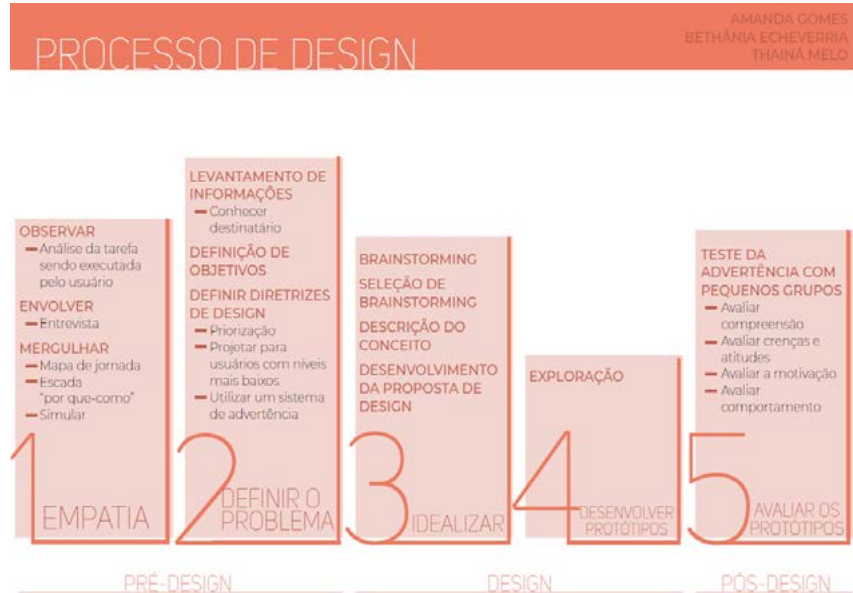 PROCESSO DE DESIGN
AMANDA GOMES
BETHÂNIA ECHEVERRIA
THAINÁ MELO
OBSERVAR
Análise da tarefa
sendo executada
pelo usuário
ENVOLVER
Entrevista
MERGULHAR
Mapa de jornada
Escada
"por que-como"
Simular
1
EMPATIA
LEVANTAMENTO DE
INFORMAÇÕES
Conhecer
destinatário
DEFINIÇÃO DE
OBJETIVOS
DEFINIR DIRETRIZES
DE DESIGN
Priorização
Projetar para
usuários com níveis
mais baixos
Utilizar um sistema
de advertência
2
DEFINIR O
PROBLEMA
BRAINSTORMING
SELEÇÃO DE
BRAINSTORMING
DESCRIÇÃO DO
CONCEITO
DESENVOLVIMENTO
DA PROPOSTA DE
DESIGN
3
IDEALIZAR
EXPLORAÇÃO
4
DESENVOLVER
PROTÓTIPOS
TESTE DA
ADVERTÊNCIA COM
PEQUENOS GRUPOS
Avaliar
compreensão
Avaliar crenças e
atitudes
Avaliar a motivação
Avaliar
comportamento
5
AVALIAR OS
PROTÓTIPOS
PRÉ-DESIGN
DESIGN
PÓS-DESIGN